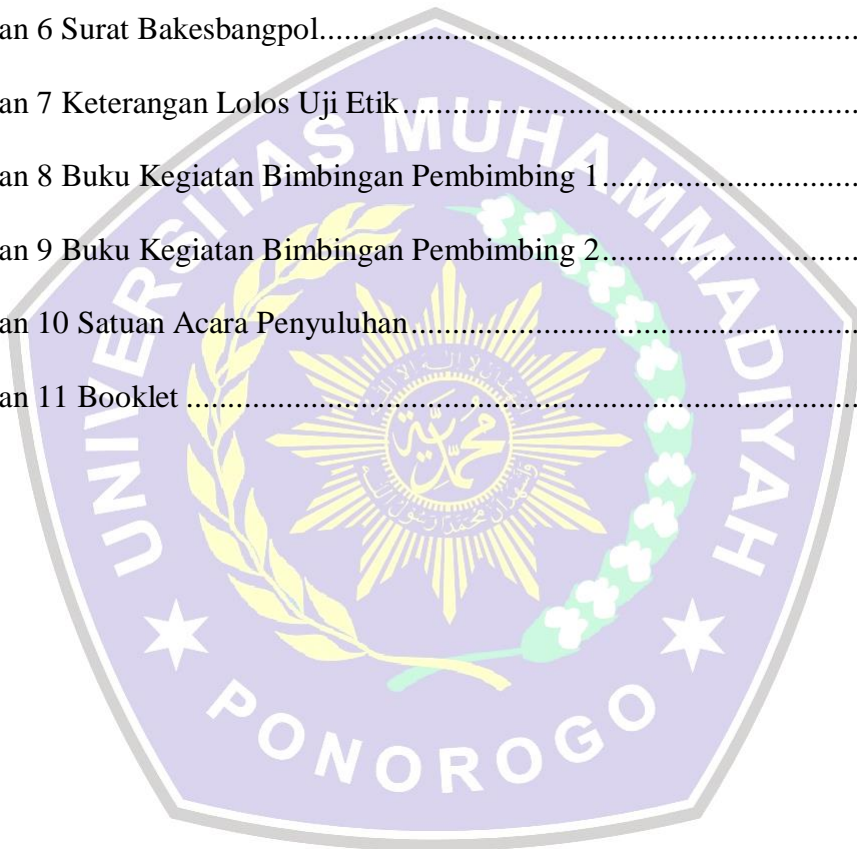 an 6 Surat Bakesbangpol......................................................................
an 7 Keterangan Lolos Uji Etik............................................................
an 8 Buku Kegiatan Bimbingan Pembimbing 1...................................
an 9 Buku Kegiatan Bimbingan Pembimbing 2...................................
an 10 Satuan Acara Penyuluhan..........................................................
an 11 Booklet ......................................................................................
UNIVERSITAS MUHAMMADIYAH
PONOROGO
محمدية